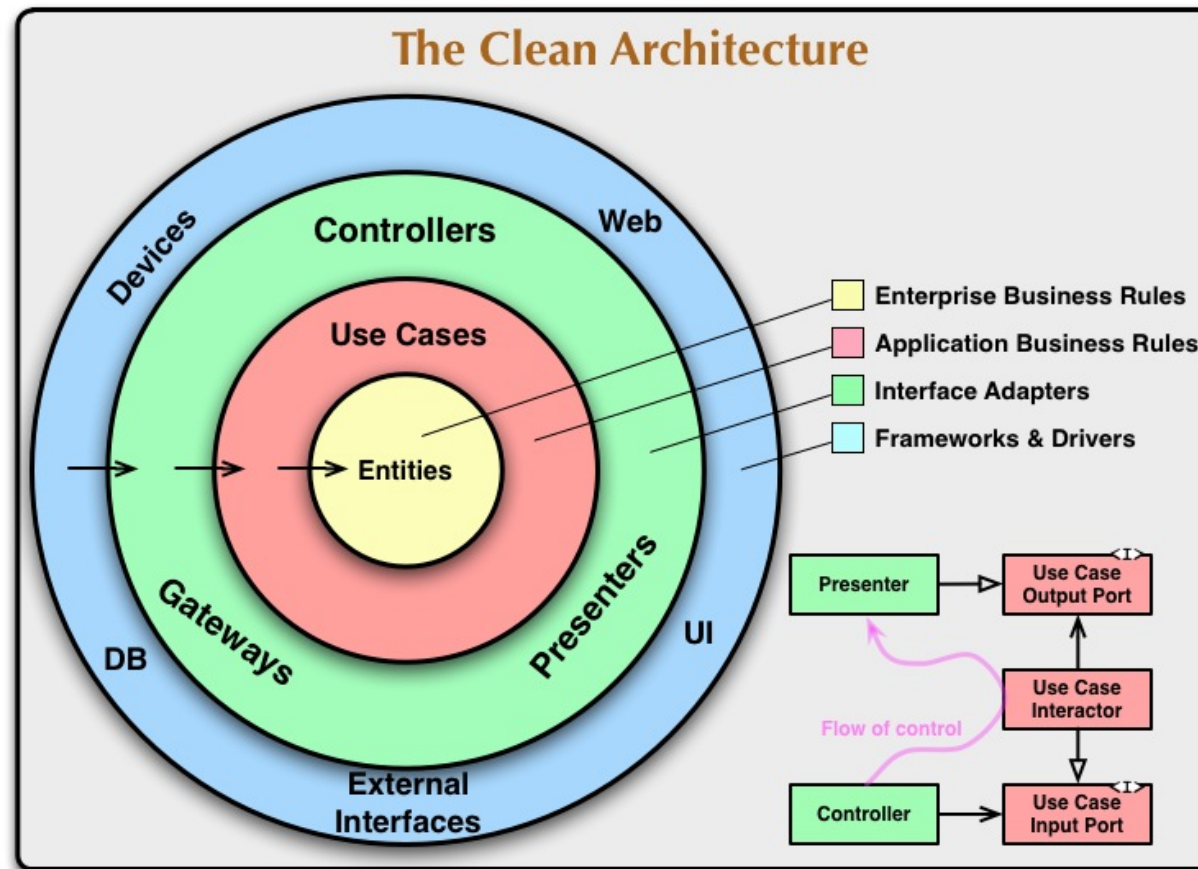 The Clean Architecture
Devices
Controllers
Web
Use Cases
Entities
Gateways
Presenters
DB
UI
External
Interfaces
Enterprise Business Rules
Application Business Rules
Interface Adapters
Frameworks & Drivers
Presenter
<I>
Use Case
Output Port
Use Case
Interactor
Flow of control
Controller
<I>
Use Case
Input Port